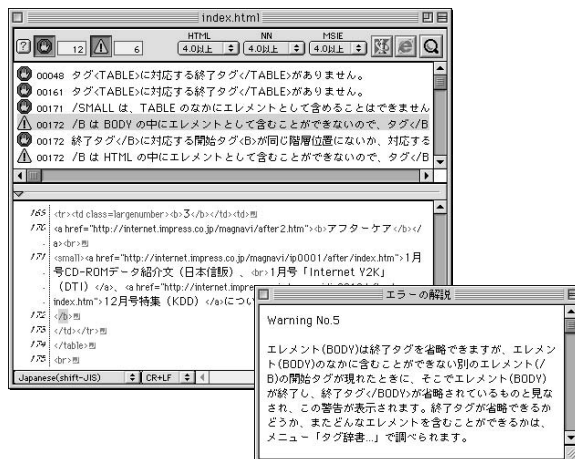 index.html
HTML NN MSIE
12 6 4.0以上 4.0以上 4.0以上
00048 タグ<TABLE>に対応する終了タグ</TABLE>がありません。
00161 タグ<TABLE>に対応する終了タグ</TABLE>がありません。
00171 /SMALL は、TABLE のなかにエレメントとして含めることはできません
00172 /B は BODY の中にエレメントとして含むことができないので、タグ</B
00172 終了タグ</B>に対応する開始タグ<B>が同じ階層位置にないか、対応する
00172 /B は HTML の中にエレメントとして含むことができないので、タグ</B
169 <tr><td class=largenumber><b>3</b></td><td>
170 <a href="http://internet.impress.co.jp/magnavi/after2.htm"><b>アフターケア</b></
a><br>
171 <small><a href="http://internet.impress.co.jp/magnavi/ip0001/after/index.htm">1月
号CD-ROMデータ紹介文（日本信販）、<br>1月号「Internet Y2K」
（DTI）</a>、<a href="http://internet.impress.
index.htm">12月号特集（KDD）</a>につい
172 </b>
173 </td></tr>
174 </table>
175 <br>
Japanese(shift-JIS) CR+LF
エラーの解説
Warning No.5
エレメント(BODY)は終了タグを省略できますが、エレメン
ト(BODY)のなかに含むことができない別のエレメント(/
B)の開始タグが現れたときに、そこでエレメント(BODY)
が終了し、終了タグ</BODY>が省略されているものと見な
され、この警告が表示されます。終了タグが省略できるか
どうか、またどんなエレメントを含むことができるかは、
メニュー「タグ辞書...」で調べられます。